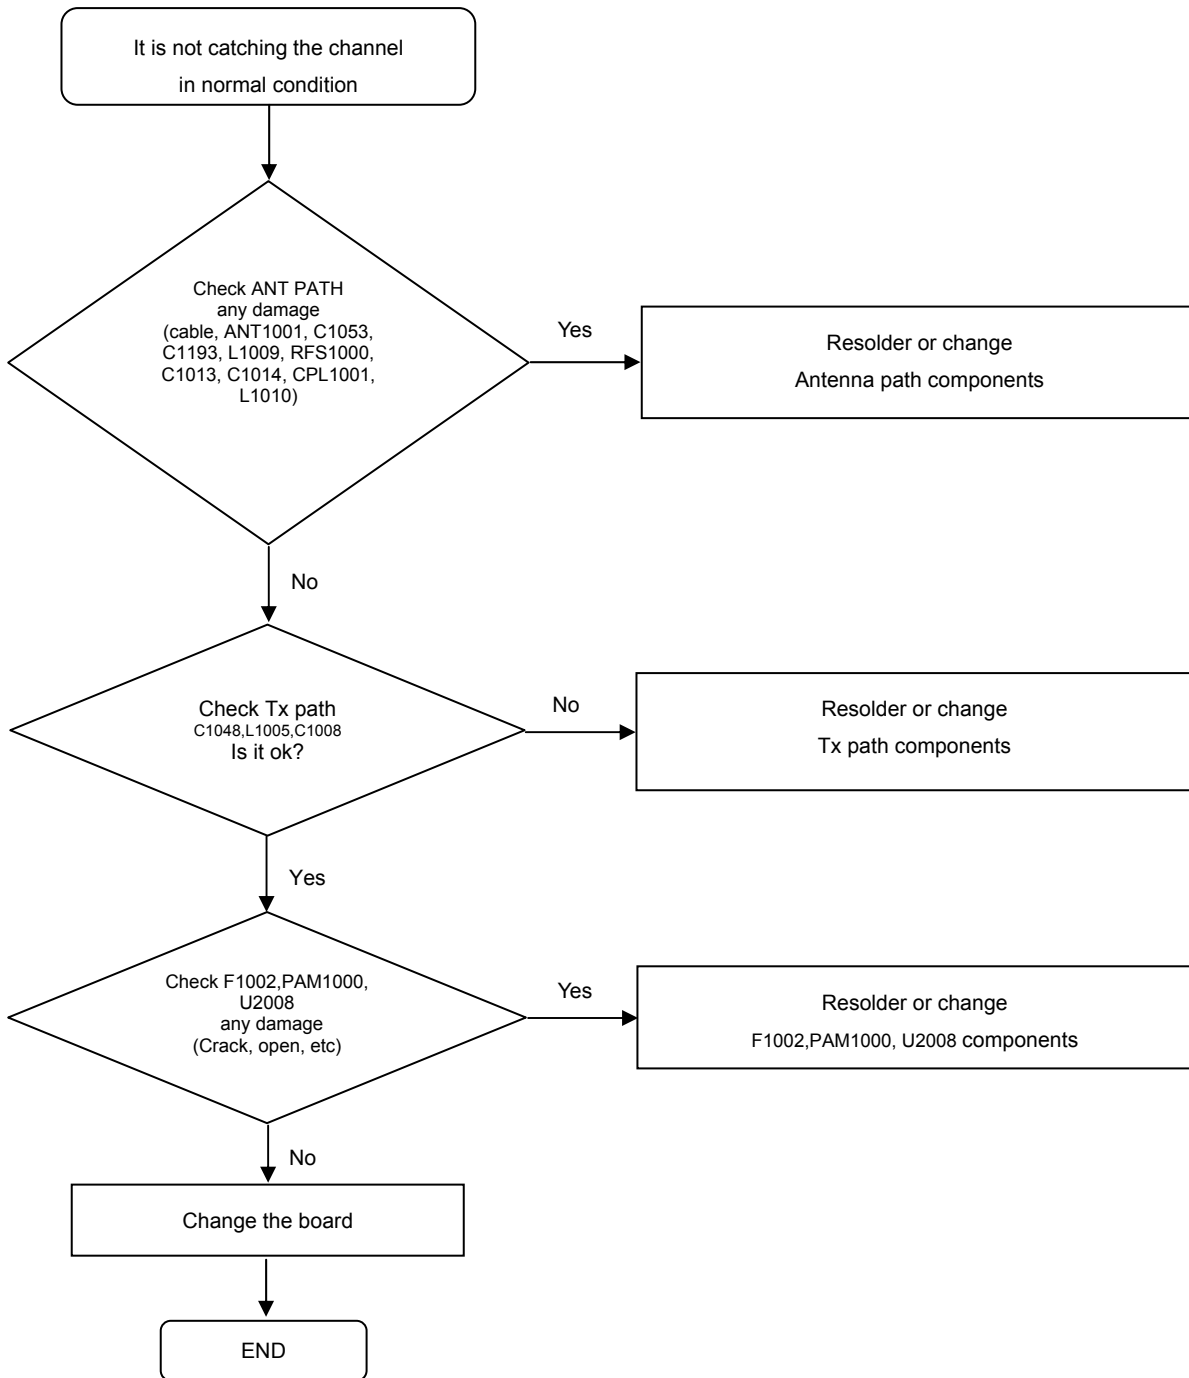 It is not catching the channel
in normal condition
Check ANT PATH
any damage
(cable, ANT1001, C1053,
C1193, L1009, RFS1000,
C1013, C1014, CPL1001,
L1010)
Yes
Resolder or change
Antenna path components
No
Check Tx path
C1048,L1005,C1008
Is it ok?
No
Resolder or change
Tx path components
Yes
Check F1002,PAM1000,
U2008
any damage
(Crack, open, etc)
Yes
Resolder or change
F1002,PAM1000, U2008 components
No
Change the board
END